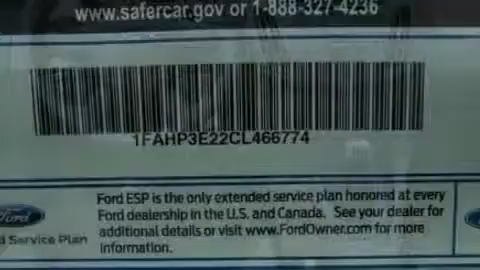 www.safercar.gov or 1-888-327-4236
1FAHP3E22CL466774
Ford ESP is the only extended service plan honored at every
Ford dealership in the U.S. and Canada. See your dealer for
additional details or visit www.FordOwner.com for more
information.
Ford
d Service Plan